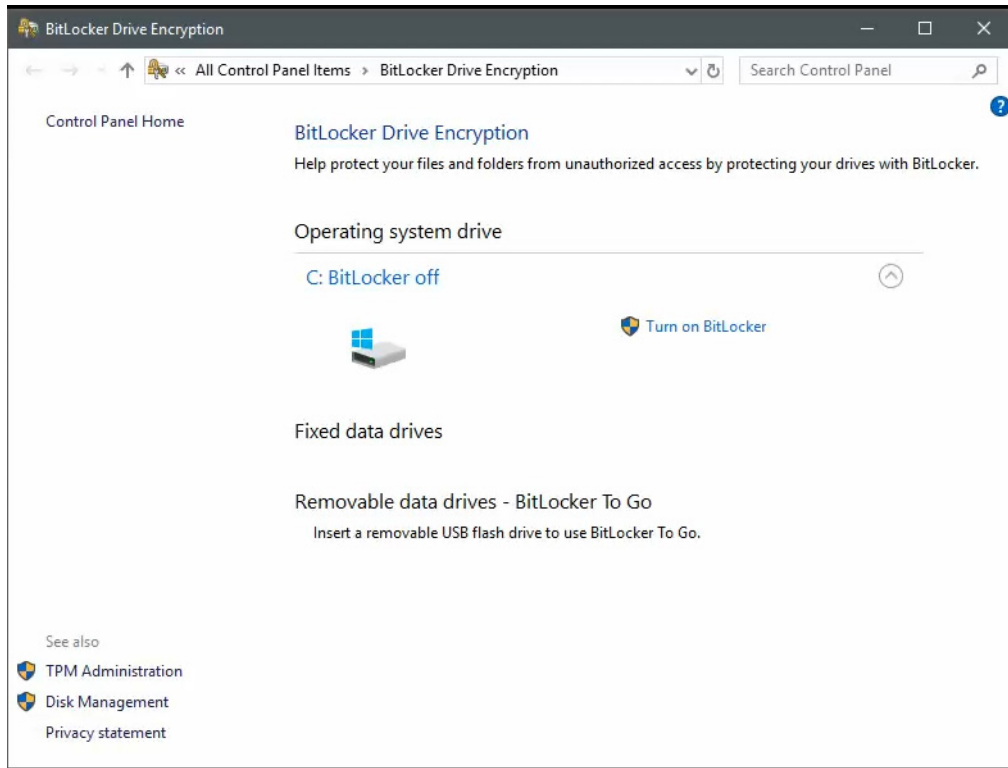 BitLocker Drive Encryption
« All Control Panel Items > BitLocker Drive Encryption
Search Control Panel
?
Control Panel Home
BitLocker Drive Encryption
Help protect your files and folders from unauthorized access by protecting your drives with BitLocker.
Operating system drive
C: BitLocker off
Turn on BitLocker
Fixed data drives
Removable data drives - BitLocker To Go
Insert a removable USB flash drive to use BitLocker To Go.
See also
TPM Administration
Disk Management
Privacy statement